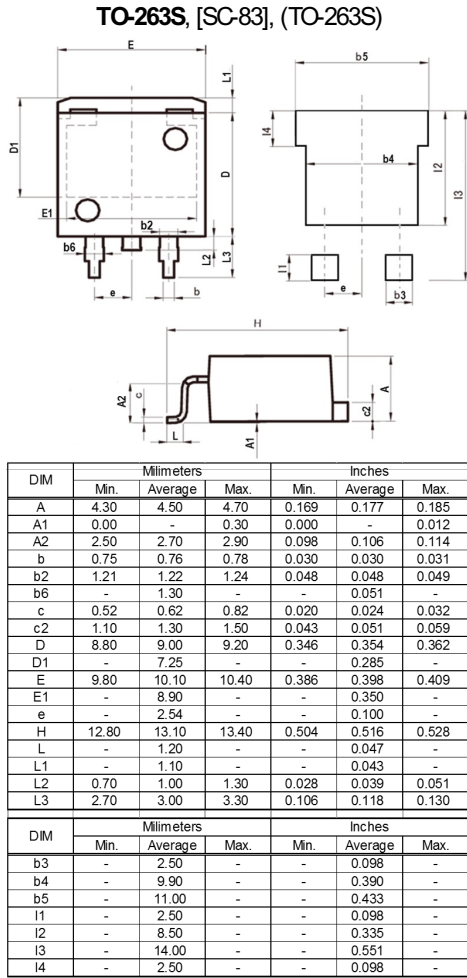 TO-263S, [SC-83], (TO-263S)
E
L1
D1
D
E1
b2
b6
L2
L3
e
b
b5
l4
b4
l2
l3
l1
e
b3
H
A2
c
L
A1
c2
A
DIM Milimeters Inches
Min. Average Max. Min. Average Max.
A 4.30 4.50 4.70 0.169 0.177 0.185
A1 0.00 - 0.30 0.000 - 0.012
A2 2.50 2.70 2.90 0.098 0.106 0.114
b 0.75 0.76 0.78 0.030 0.030 0.031
b2 1.21 1.22 1.24 0.048 0.048 0.049
b6 - 1.30 - - 0.051 -
c 0.52 0.62 0.82 0.020 0.024 0.032
c2 1.10 1.30 1.50 0.043 0.051 0.059
D 8.80 9.00 9.20 0.346 0.354 0.362
D1 - 7.25 - - 0.285 -
E 9.80 10.10 10.40 0.386 0.398 0.409
E1 - 8.90 - - 0.350 -
e - 2.54 - - 0.100 -
H 12.80 13.10 13.40 0.504 0.516 0.528
L - 1.20 - - 0.047 -
L1 - 1.10 - - 0.043 -
L2 0.70 1.00 1.30 0.028 0.039 0.051
L3 2.70 3.00 3.30 0.106 0.118 0.130
DIM Milimeters Inches
Min. Average Max. Min. Average Max.
b3 - 2.50 - - 0.098 -
b4 - 9.90 - - 0.390 -
b5 - 11.00 - - 0.433 -
l1 - 2.50 - - 0.098 -
l2 - 8.50 - - 0.335 -
l3 - 14.00 - - 0.551 -
l4 - 2.50 - - 0.098 -